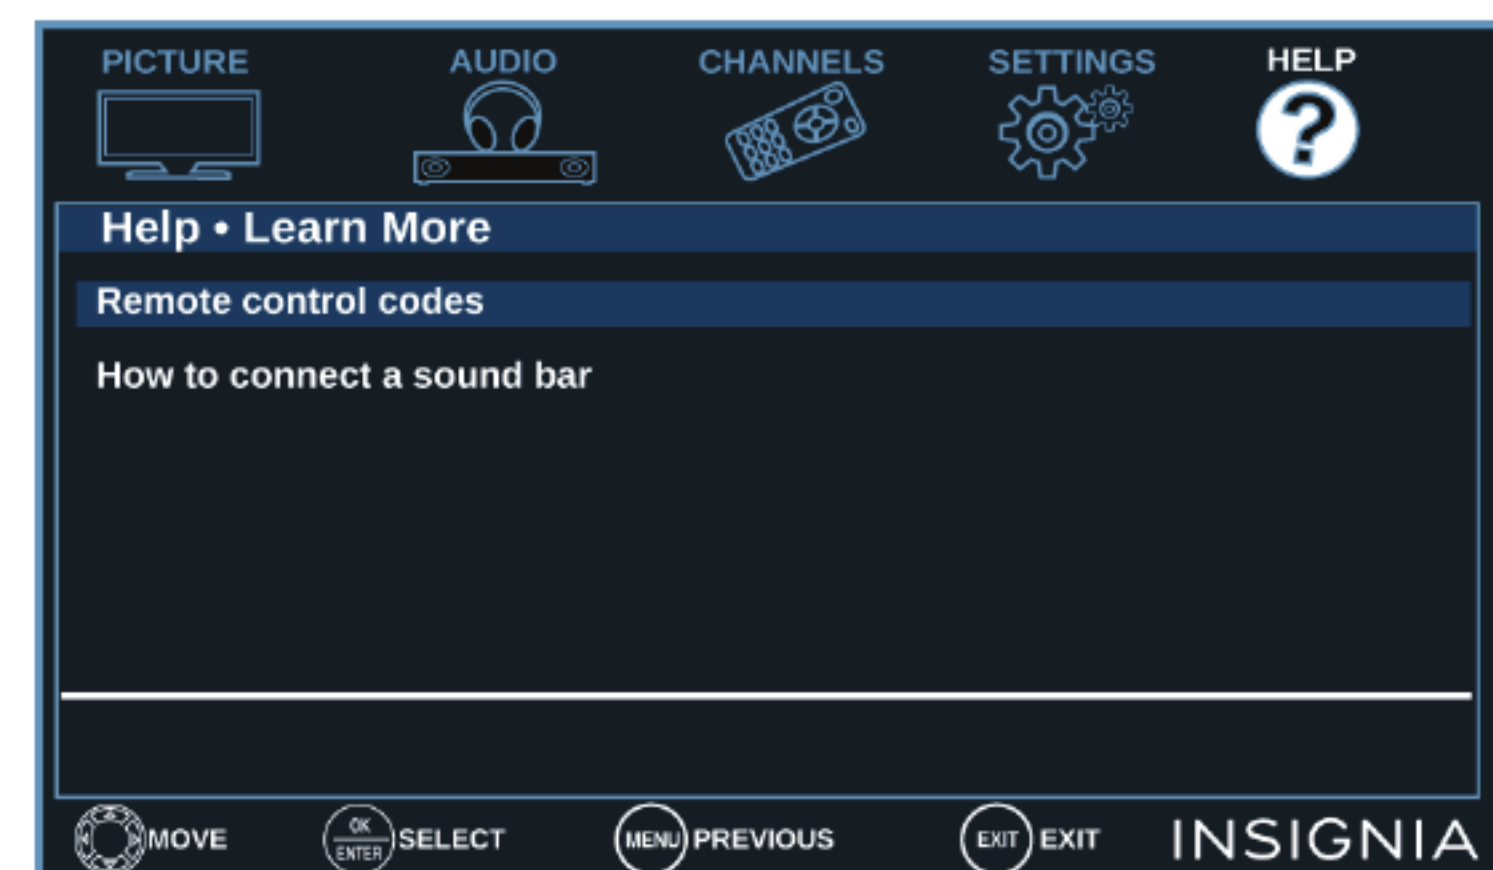 PICTURE AUDIO CHANNELS SETTINGS HELP
?
Help • Learn More
Remote control codes
How to connect a sound bar
MOVE OK ENTER SELECT MENU PREVIOUS EXIT EXIT INSIGNIA